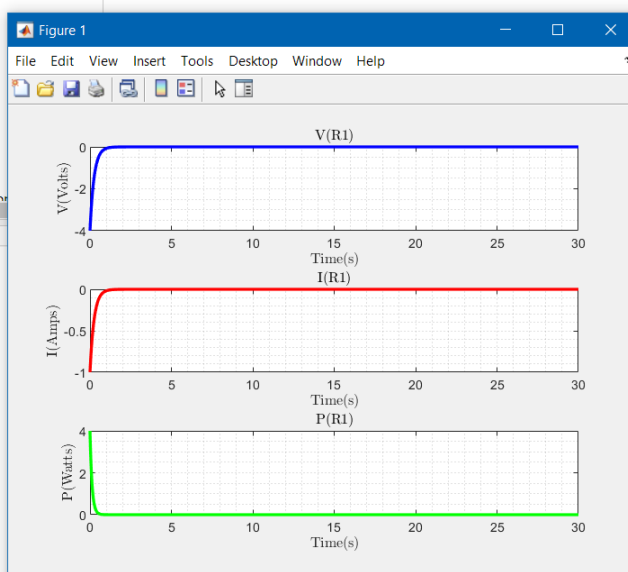 Figure 1
File Edit View Insert Tools Desktop Window Help
V(R1)
V(Volts)
0
-2
-4
0 5 10 15 20 25 30
Time(s)
I(R1)
I(Amps)
0
-0.5
-1
0 5 10 15 20 25 30
Time(s)
P(R1)
P(Watts)
4
2
0
0 5 10 15 20 25 30
Time(s)